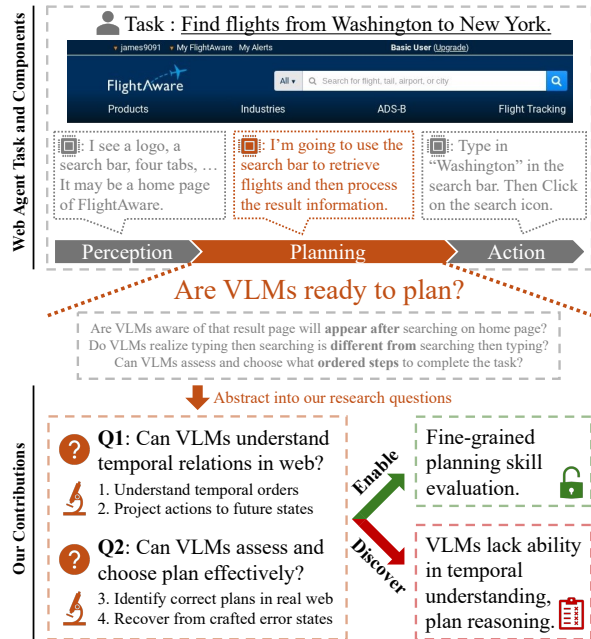 Web Agent Task and Components
Task : Find flights from Washington to New York.
james9091 My FlightAware My Alerts Basic User (Upgrade)
FlightAware
All Search for flight, tail, airport, or city
Products Industries ADS-B Flight Tracking
: I see a logo, a
search bar, four tabs, …
It may be a home page
of FlightAware.
: I'm going to use the
search bar to retrieve
flights and then process
the result information.
: Type in
“Washington” in the
search bar. Then Click
on the search icon.
Perception Planning Action
Are VLMs ready to plan?
Are VLMs aware of that result page will appear after searching on home page?
Do VLMs realize typing then searching is different from searching then typing?
Can VLMs assess and choose what ordered steps to complete the task?
Abstract into our research questions
Our Contributions
Q1: Can VLMs understand
temporal relations in web?
1. Understand temporal orders
2. Project actions to future states
Q2: Can VLMs assess and
choose plan effectively?
3. Identify correct plans in real web
4. Recover from crafted error states
Enable
Discover
Fine-grained
planning skill
evaluation.
VLMs lack ability
in temporal
understanding,
plan reasoning.